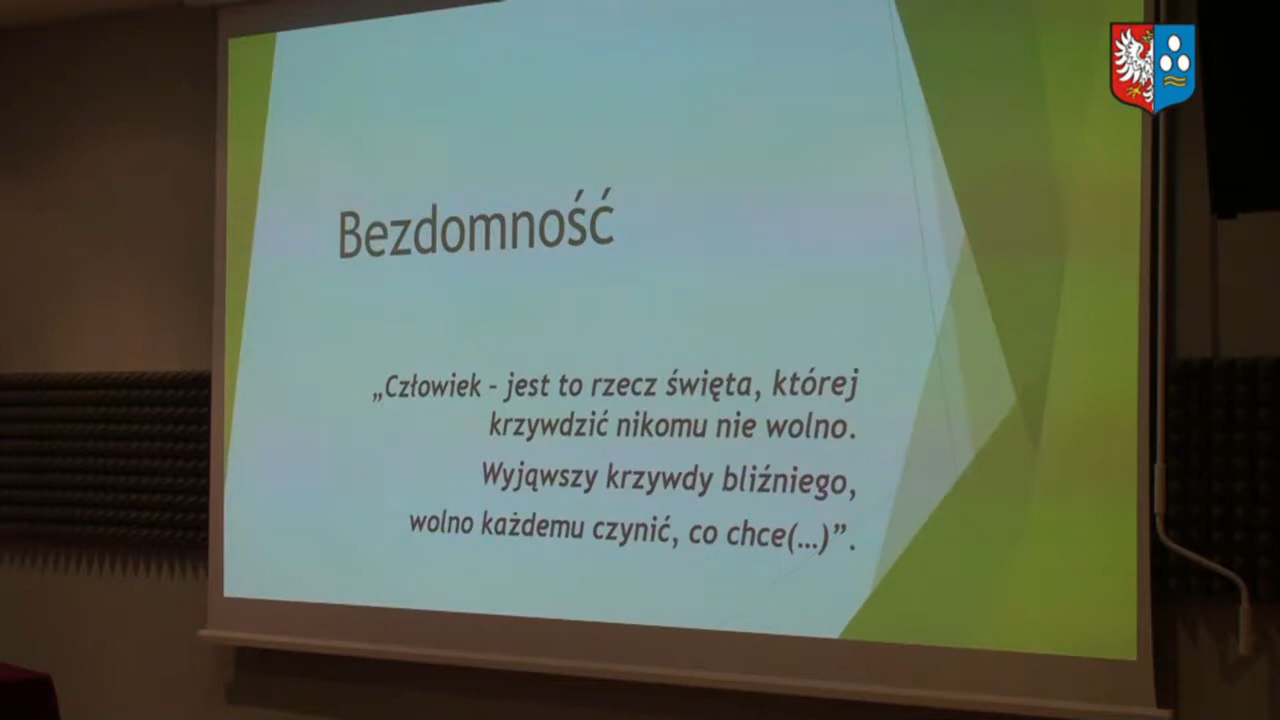 Bezdomność
„Człowiek – jest to rzecz święta, której
krzywdzić nikomu nie wolno.
Wyjąwszy krzywdy bliźniego,
wolno każdemu czynić, co chce(...)”.